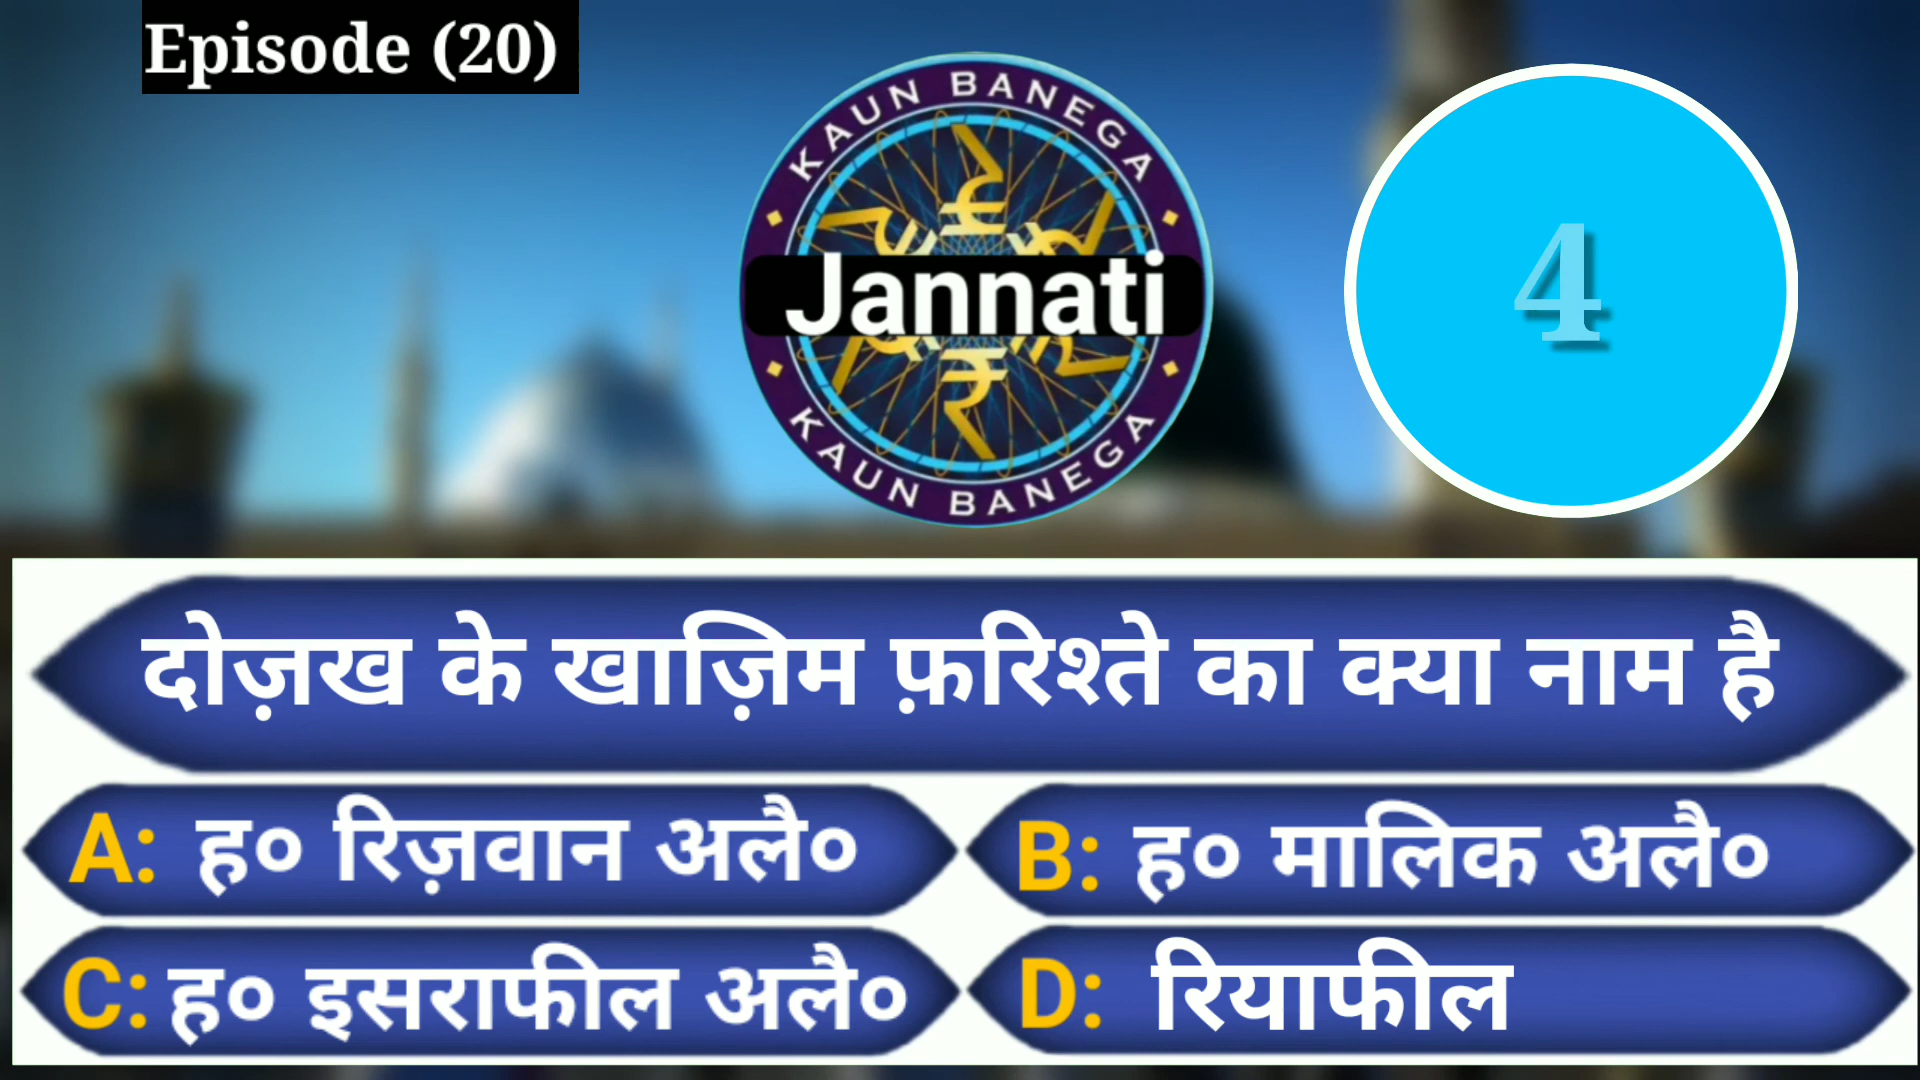 Episode (20)
KAUN BANEGA
Jannati
KAUN BANEGA
4
दोज़ख के खाज़िम फ़रिश्ते का क्या नाम है
A: ह० रिज़वान अलै०
B: ह० मालिक अलै०
C: ह० इसराफील अलै०
D: रियाफील